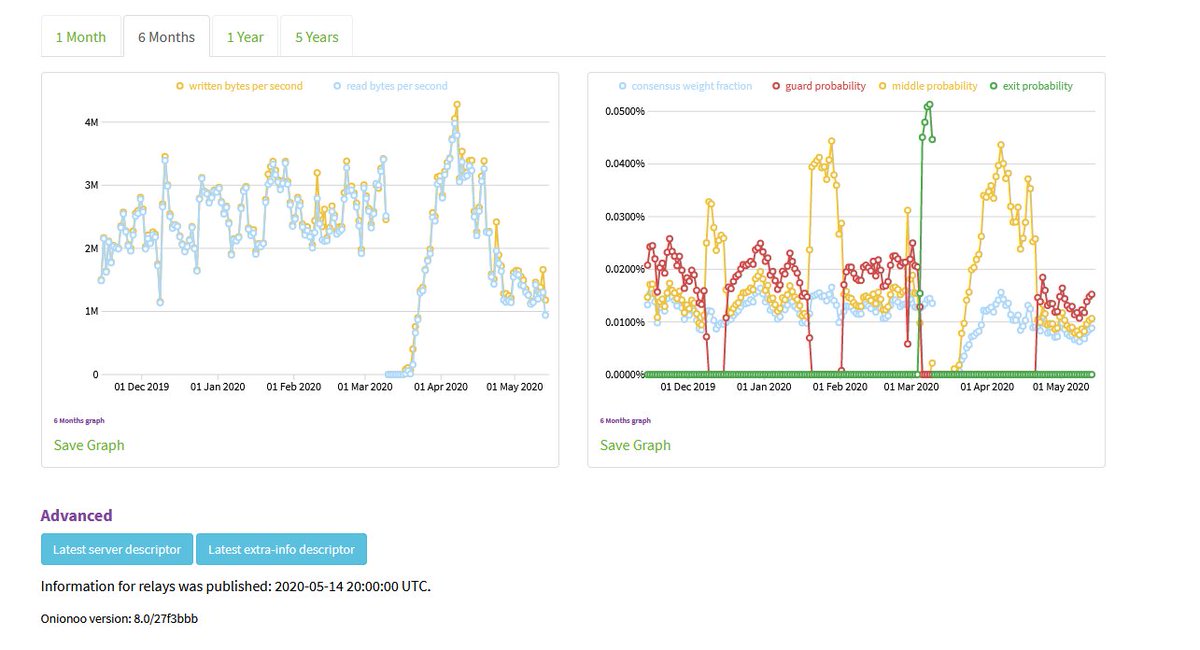 1 Month 6 Months 1 Year 5 Years
written bytes per second read bytes per second
4M
3M
2M
1M
0
01 Dec 2019 01 Jan 2020 01 Feb 2020 01 Mar 2020 01 Apr 2020 01 May 2020
6 Months graph
Save Graph
consensus weight fraction guard probability middle probability exit probability
0.0500%
0.0400%
0.0300%
0.0200%
0.0100%
0.0000%
01 Dec 2019 01 Jan 2020 01 Feb 2020 01 Mar 2020 01 Apr 2020 01 May 2020
6 Months graph
Save Graph
Advanced
Latest server descriptor Latest extra-info descriptor
Information for relays was published: 2020-05-14 20:00:00 UTC.
Onionoo version: 8.0/27f3bbb